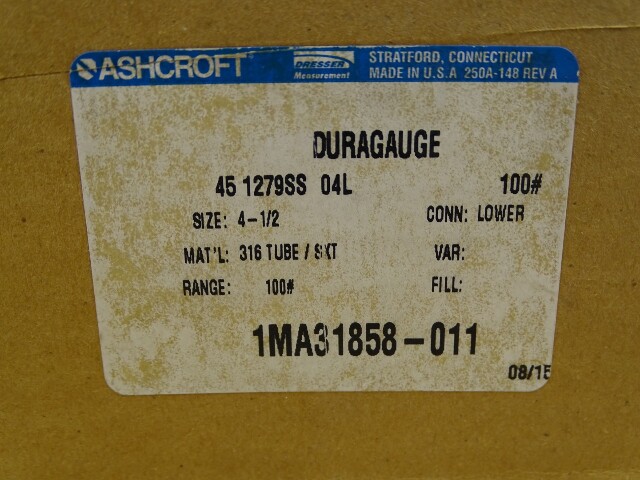 ASHCROFT
DRESSER
Measurement
STRATFORD, CONNECTICUT
MADE IN U.S.A 250A-148 REV A
DURAGAUGE
45 1279SS 04L 100#
SIZE: 4-1/2 CONN: LOWER
MAT'L: 316 TUBE / SKT VAR:
RANGE: 100# FILL:
1MA31858-011
08/15